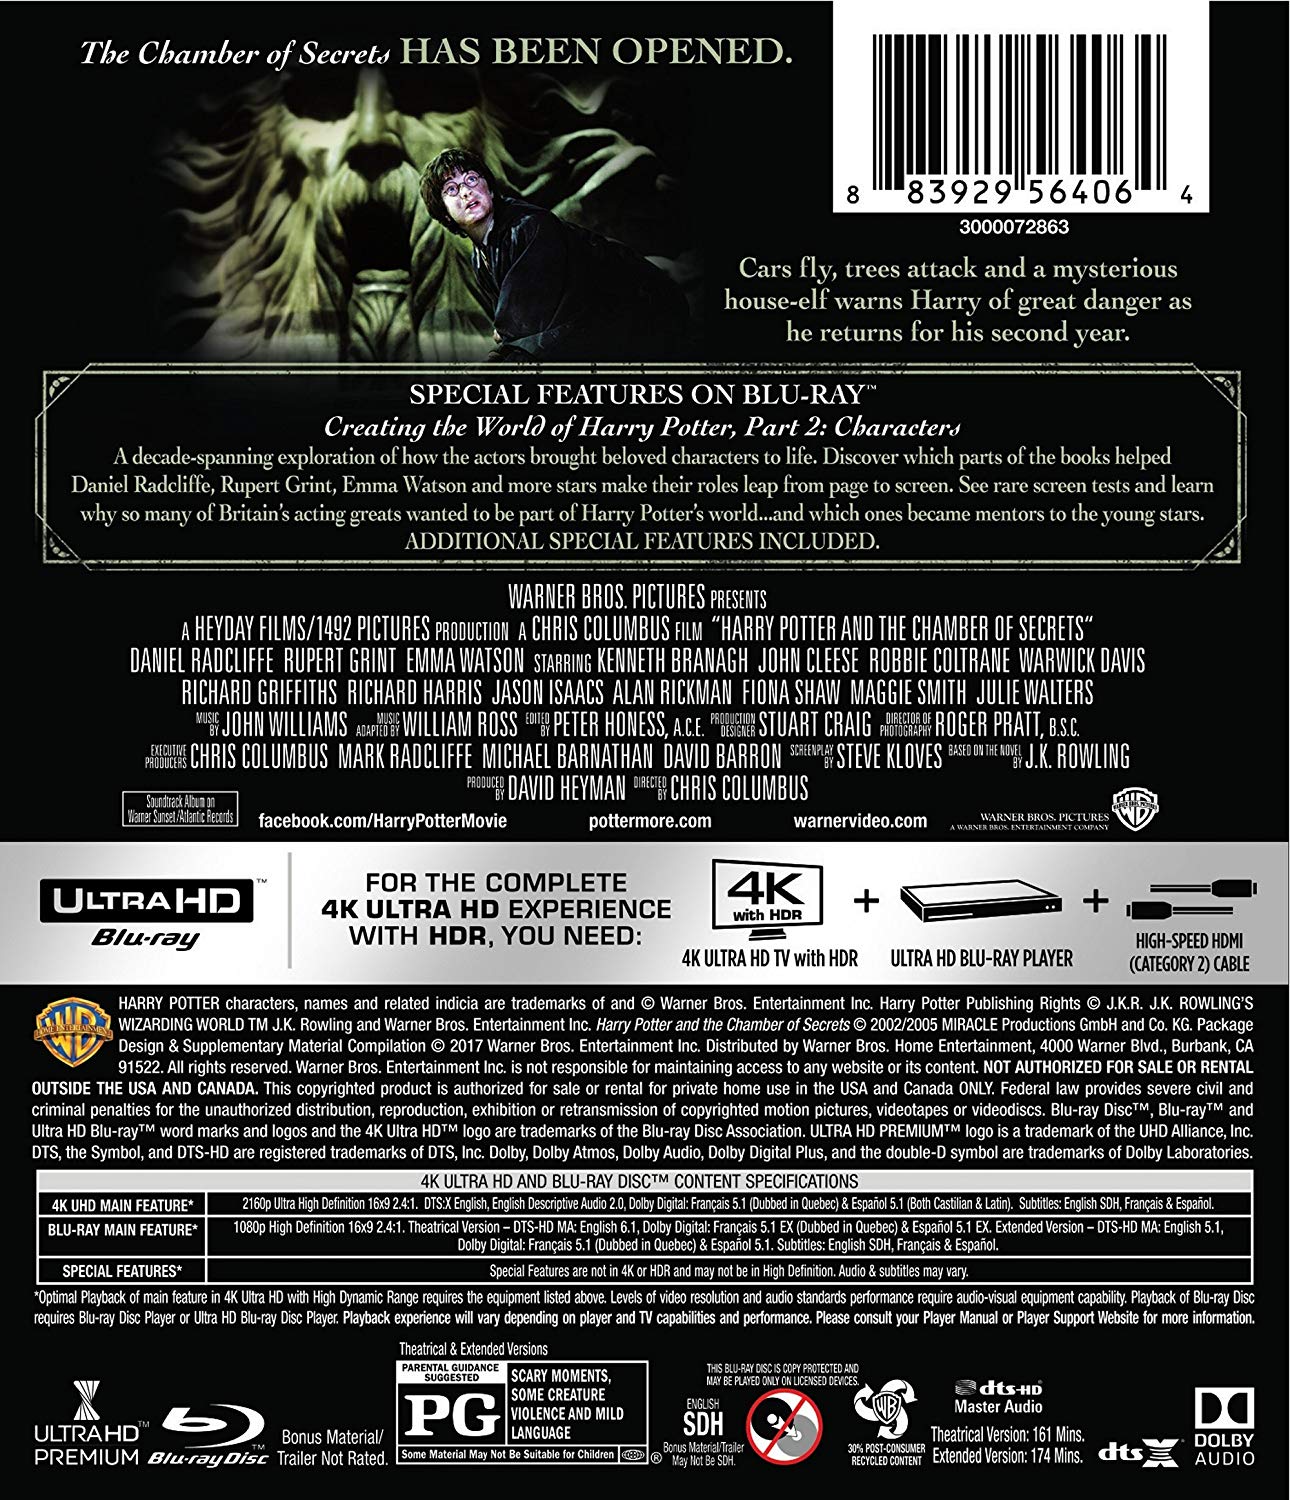 The Chamber of Secrets HAS BEEN OPENED.
8 83929 56406 4
3000072863
Cars fly, trees attack and a mysterious
house-elf warns Harry of great danger as
he returns for his second year.
SPECIAL FEATURES ON BLU-RAY™
Creating the World of Harry Potter, Part 2: Characters
A decade-spanning exploration of how the actors brought beloved characters to life. Discover which parts of the books helped
Daniel Radcliffe, Rupert Grint, Emma Watson and more stars make their roles leap from page to screen. See rare screen tests and learn
why so many of Britain's acting greats wanted to be part of Harry Potter's world...and which ones became mentors to the young stars.
ADDITIONAL SPECIAL FEATURES INCLUDED.
WARNER BROS. PICTURES PRESENTS
A HEYDAY FILMS/1492 PICTURES PRODUCTION A CHRIS COLUMBUS FILM "HARRY POTTER AND THE CHAMBER OF SECRETS"
DANIEL RADCLIFFE RUPERT GRINT EMMA WATSON STARRING KENNETH BRANAGH JOHN CLEESE ROBBIE COLTRANE WARWICK DAVIS
RICHARD GRIFFITHS RICHARD HARRIS JASON ISAACS ALAN RICKMAN FIONA SHAW MAGGIE SMITH JULIE WALTERS
MUSIC BY JOHN WILLIAMS MUSIC ADAPTED BY WILLIAM ROSS EDITED BY PETER HONESS, A.C.E. PRODUCTION DESIGNER STUART CRAIG DIRECTOR OF PHOTOGRAPHY ROGER PRATT, B.S.C.
EXECUTIVE PRODUCERS CHRIS COLUMBUS MARK RADCLIFFE MICHAEL BARNATHAN DAVID BARRON SCREENPLAY BY STEVE KLOVES BASED ON THE NOVEL BY J.K. ROWLING
PRODUCED BY DAVID HEYMAN DIRECTED BY CHRIS COLUMBUS
Soundtrack Album on
Warner Sunset/Atlantic Records
facebook.com/HarryPotterMovie pottermore.com warnervideo.com
WARNER BROS. PICTURES
A WARNER BROS. ENTERTAINMENT COMPANY
ULTRA HD™
Blu-ray
FOR THE COMPLETE
4K ULTRA HD EXPERIENCE
WITH HDR, YOU NEED:
4K
with HDR
+
+
4K ULTRA HD TV with HDR
ULTRA HD BLU-RAY PLAYER
HIGH-SPEED HDMI
(CATEGORY 2) CABLE
WB
HOME ENTERTAINMENT
HARRY POTTER characters, names and related indicia are trademarks of and © Warner Bros. Entertainment Inc. Harry Potter Publishing Rights © J.K.R. J.K. ROWLING'S
WIZARDING WORLD TM J.K. Rowling and Warner Bros. Entertainment Inc. Harry Potter and the Chamber of Secrets © 2002/2005 MIRACLE Productions GmbH and Co. KG. Package
Design & Supplementary Material Compilation © 2017 Warner Bros. Entertainment Inc. Distributed by Warner Bros. Home Entertainment, 4000 Warner Blvd., Burbank, CA
91522. All rights reserved. Warner Bros. Entertainment Inc. is not responsible for maintaining access to any website or its content. NOT AUTHORIZED FOR SALE OR RENTAL
OUTSIDE THE USA AND CANADA. This copyrighted product is authorized for sale or rental for private home use in the USA and Canada ONLY. Federal law provides severe civil and
criminal penalties for the unauthorized distribution, reproduction, exhibition or retransmission of copyrighted motion pictures, videotapes or videodiscs. Blu-ray Disc™, Blu-ray™ and
Ultra HD Blu-ray™ word marks and logos and the 4K Ultra HD™ logo are trademarks of the Blu-ray Disc Association. ULTRA HD PREMIUM™ logo is a trademark of the UHD Alliance, Inc.
DTS, the Symbol, and DTS-HD are registered trademarks of DTS, Inc. Dolby, Dolby Atmos, Dolby Audio, Dolby Digital Plus, and the double-D symbol are trademarks of Dolby Laboratories.
4K ULTRA HD AND BLU-RAY DISC™ CONTENT SPECIFICATIONS
4K UHD MAIN FEATURE* 2160p Ultra High Definition 16x9 2.4:1. DTS:X English, English Descriptive Audio 2.0, Dolby Digital: Français 5.1 (Dubbed in Quebec) & Español 5.1 (Both Castilian & Latin). Subtitles: English SDH, Français & Español.
BLU-RAY MAIN FEATURE* 1080p High Definition 16x9 2.4:1. Theatrical Version – DTS-HD MA: English 6.1, Dolby Digital: Français 5.1 EX (Dubbed in Quebec) & Español 5.1 EX. Extended Version – DTS-HD MA: English 5.1,
Dolby Digital: Français 5.1 (Dubbed in Quebec) & Español 5.1. Subtitles: English SDH, Français & Español.
SPECIAL FEATURES* Special Features are not in 4K or HDR and may not be in High Definition. Audio & subtitles may vary.
*Optimal Playback of main feature in 4K Ultra HD with High Dynamic Range requires the equipment listed above. Levels of video resolution and audio standards performance require audio-visual equipment capability. Playback of Blu-ray Disc
requires Blu-ray Disc Player or Ultra HD Blu-ray Disc Player. Playback experience will vary depending on player and TV capabilities and performance. Please consult your Player Manual or Player Support Website for more information.
ULTRA HD™
PREMIUM
Blu-ray Disc™
Bonus Material/
Trailer Not Rated.
Theatrical & Extended Versions
PARENTAL GUIDANCE SUGGESTED
PG
SCARY MOMENTS,
SOME CREATURE
VIOLENCE AND MILD
LANGUAGE
Some Material May Not Be Suitable for Children ®
THIS BLU-RAY DISC IS COPY PROTECTED AND
MAY BE PLAYED ONLY ON LICENSED DEVICES.
ENGLISH
SDH
Bonus Material/Trailer
May Not Be SDH.
WB
30% POST-CONSUMER
RECYCLED CONTENT
dts-HD
Master Audio
Theatrical Version: 161 Mins.
Extended Version: 174 Mins.
dts X
DOLBY
AUDIO